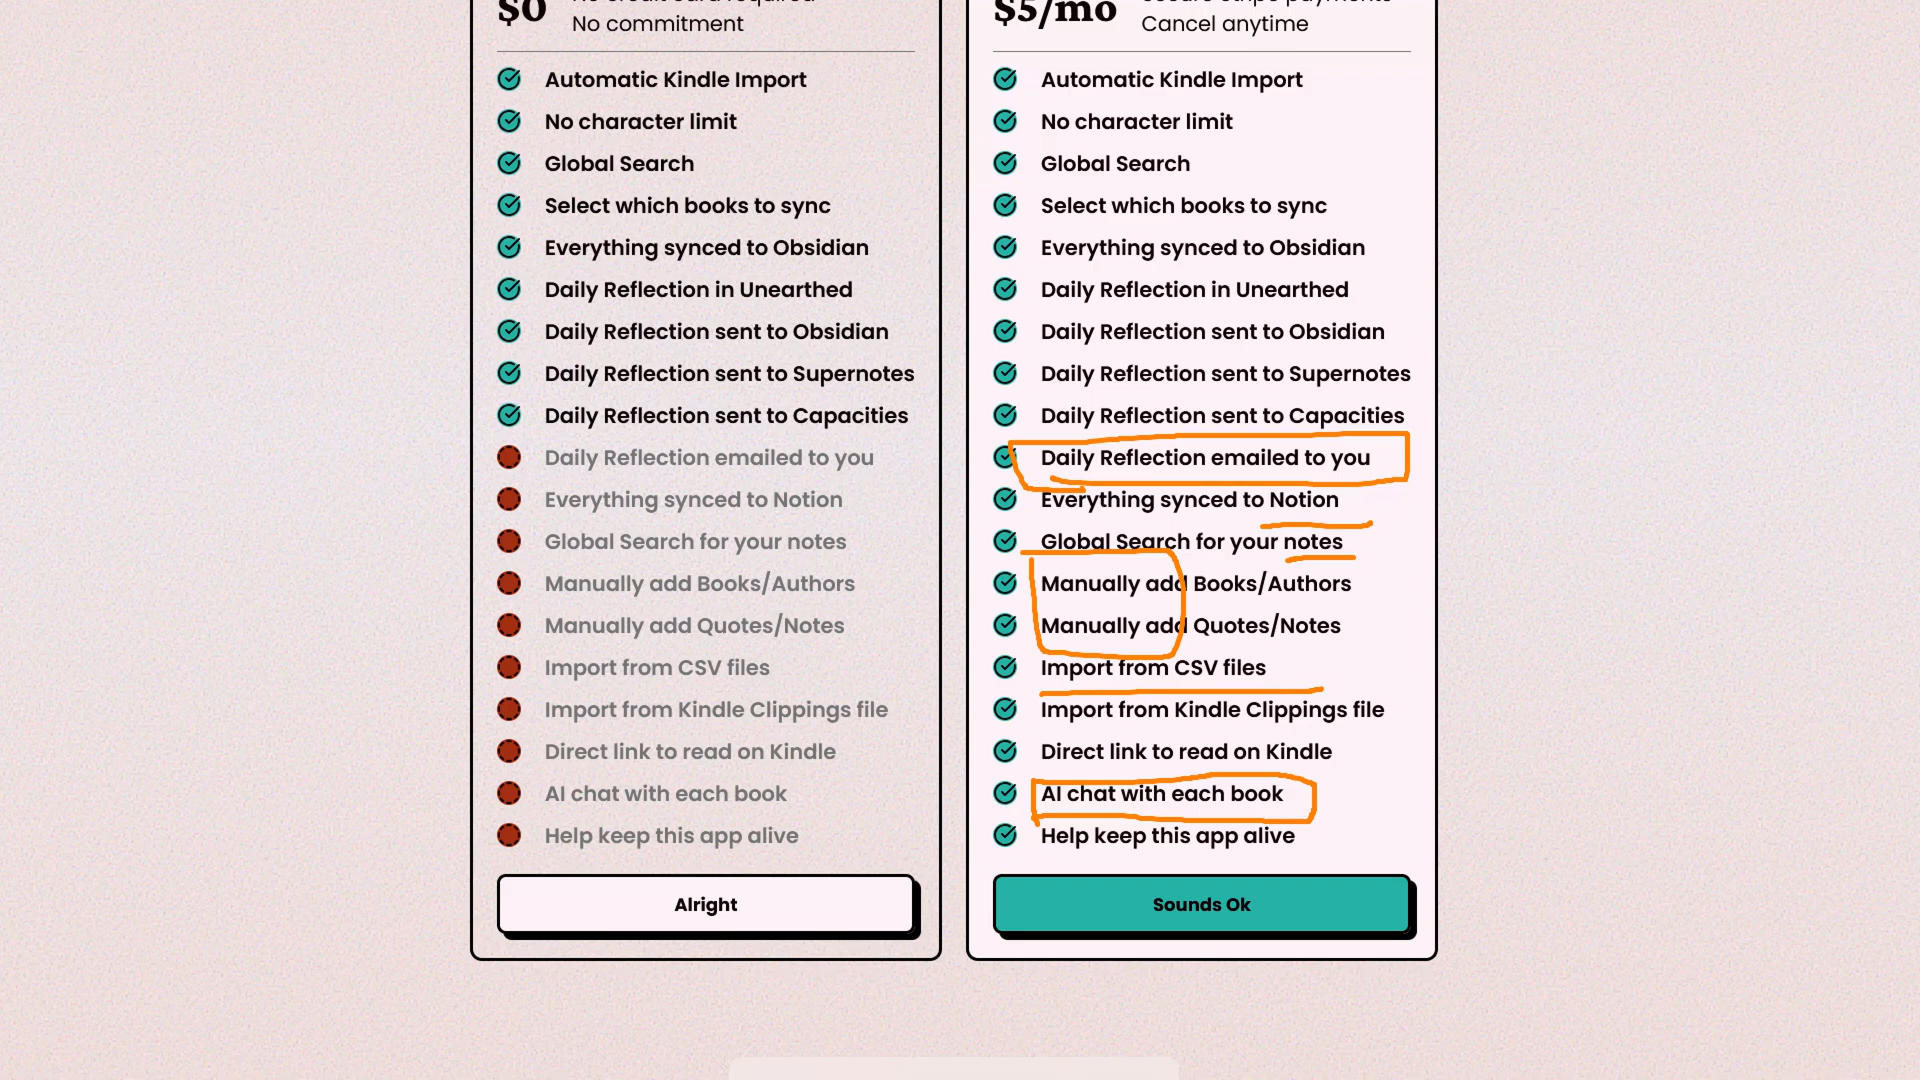 $0
No commitment
Automatic Kindle Import
No character limit
Global Search
Select which books to sync
Everything synced to Obsidian
Daily Reflection in Unearthed
Daily Reflection sent to Obsidian
Daily Reflection sent to Supernotes
Daily Reflection sent to Capacities
Daily Reflection emailed to you
Everything synced to Notion
Global Search for your notes
Manually add Books/Authors
Manually add Quotes/Notes
Import from CSV files
Import from Kindle Clippings file
Direct link to read on Kindle
AI chat with each book
Help keep this app alive
Alright
$5/mo
Cancel anytime
Automatic Kindle Import
No character limit
Global Search
Select which books to sync
Everything synced to Obsidian
Daily Reflection in Unearthed
Daily Reflection sent to Obsidian
Daily Reflection sent to Supernotes
Daily Reflection sent to Capacities
Daily Reflection emailed to you
Everything synced to Notion
Global Search for your notes
Manually add Books/Authors
Manually add Quotes/Notes
Import from CSV files
Import from Kindle Clippings file
Direct link to read on Kindle
AI chat with each book
Help keep this app alive
Sounds Ok